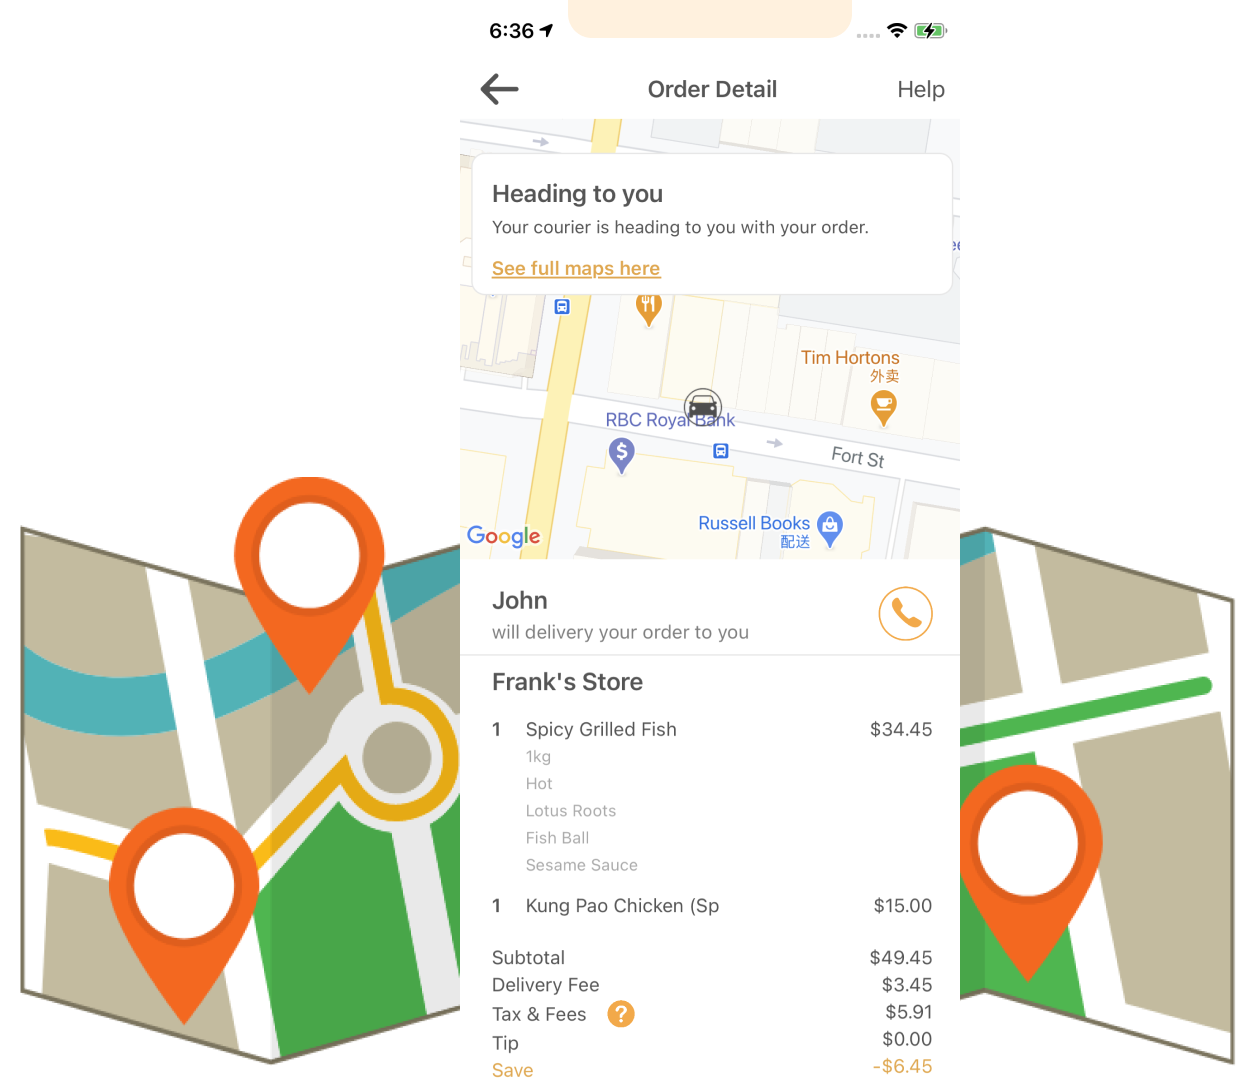 6:36
Order Detail
Help
Heading to you
Your courier is heading to you with your order.
See full maps here
Tim Hortons
外卖
RBC Royal Bank
$
Fort St
Russell Books
配送
Google
John
will delivery your order to you
Frank's Store
1 Spicy Grilled Fish $34.45
1kg
Hot
Lotus Roots
Fish Ball
Sesame Sauce
1 Kung Pao Chicken (Sp $15.00
Subtotal $49.45
Delivery Fee $3.45
Tax & Fees ? $5.91
Tip $0.00
Save -$6.45